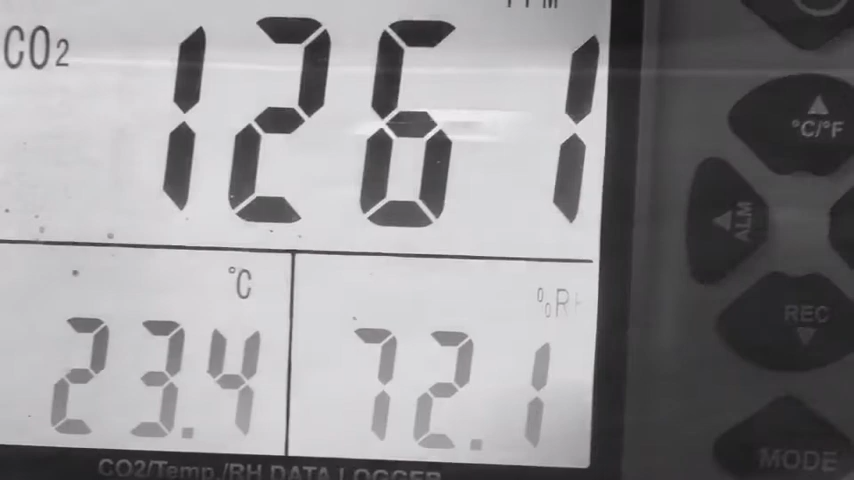 PPM
CO2 1261
°C
%RH
23.4
72.1
CO2/Temp./RH DATA LOGGER
°C/°F
ALM
REC
MODE